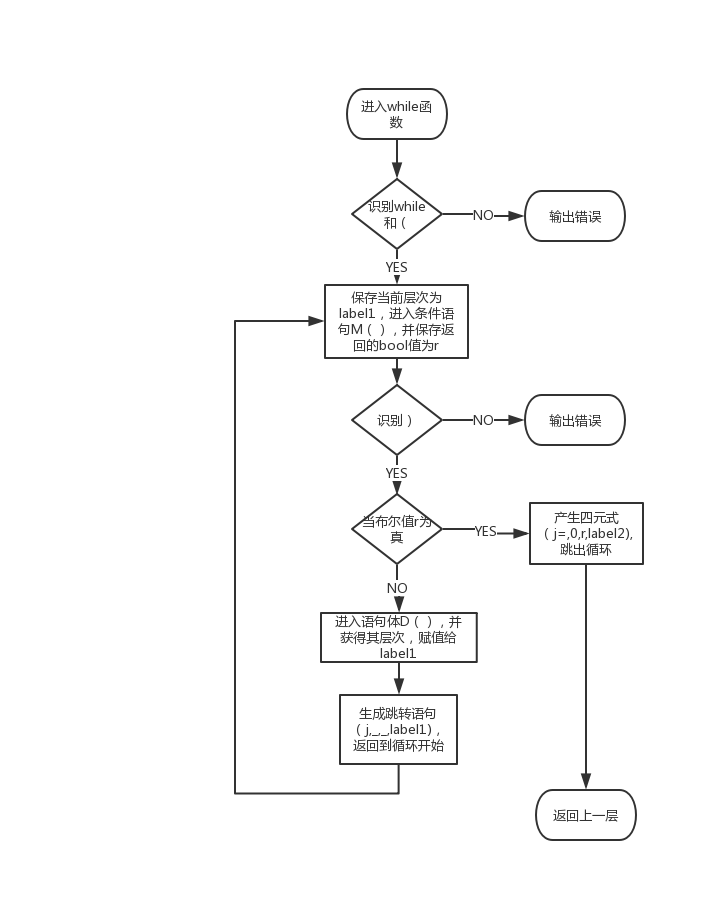 进入while函
数
识别while
和（
NO
输出错误
YES
保存当前层次为
label1，进入条件语
句M（），并保存返
回的bool值为r
识别）
NO
输出错误
YES
当布尔值r为
真
YES
产生四元式
（j=,0,r,label2),
跳出循环
NO
进入语句体D（），并
获得其层次，赋值给
label1
生成跳转语句
（j,_,_,label1)，
返回到循环开始
返回上一层